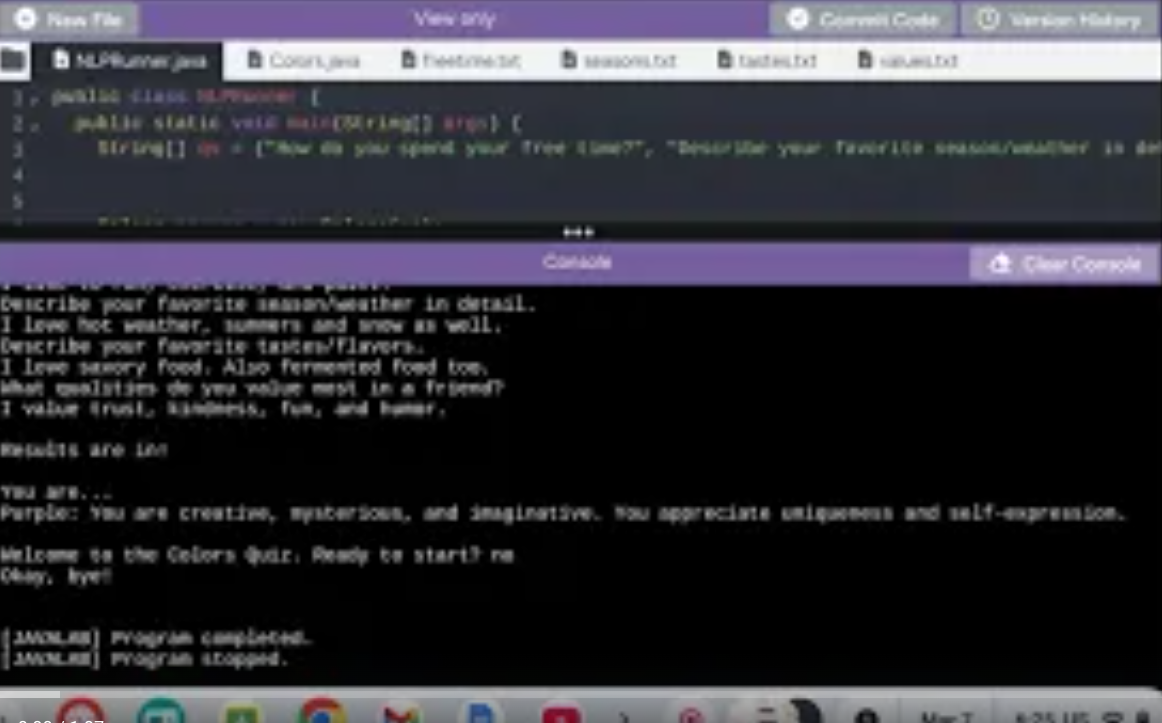 New File View only Commit Code Version History
NLPRunner.java Colors.java freetime.txt seasons.txt tastes.txt values.txt
1 public class NLPRunner {
2 public static void main(String[] args) {
3 String[] qs = {"How do you spend your free time?", "Describe your favorite season/weather in det
4
5
Console Clear Console
Describe your favorite season/weather in detail.
I love hot weather, summers and snow as well.
Describe your favorite tastes/flavors.
I love savory food. Also fermented food too.
What qualities do you value most in a friend?
I value trust, kindness, fun, and humor.
Results are in!
You are...
Purple: You are creative, mysterious, and imaginative. You appreciate uniqueness and self-expression.
Welcome to the Colors Quiz. Ready to start? no
Okay, bye!
[JAVALAB] Program completed.
[JAVALAB] Program stopped.
Mar 7